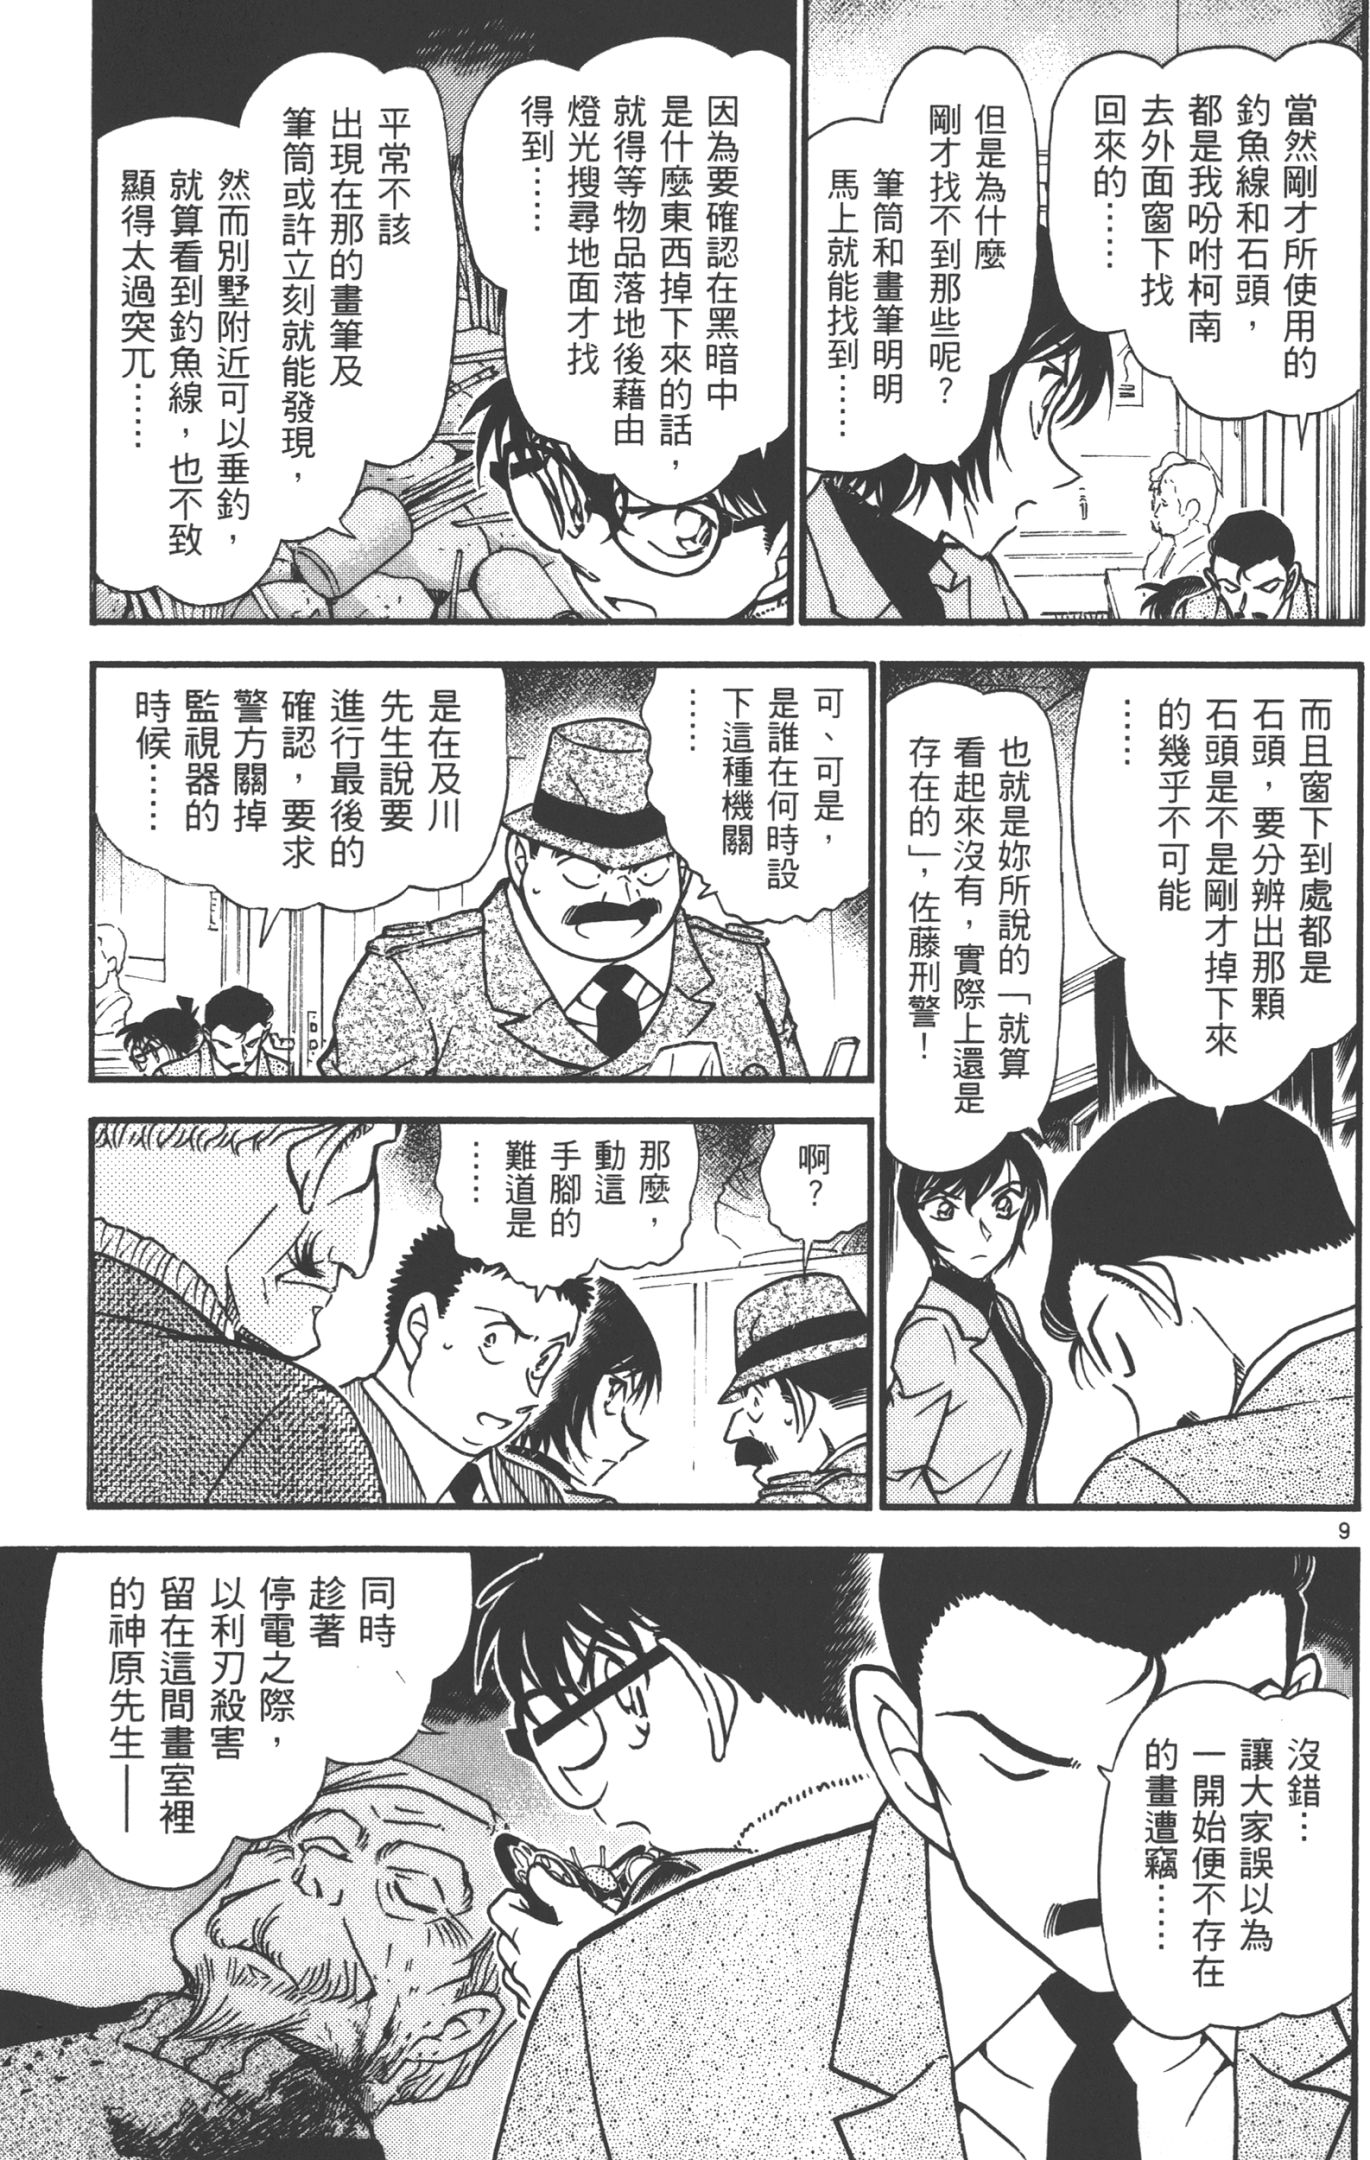 當然剛才所使用的
釣魚線和石頭，
都是我吩咐柯南
去外面窗下找
回來的……
但是為什麼
剛才找不到那些呢？
筆筒和畫筆明明
馬上就能找到……
因為要確認在黑暗中
是什麼東西掉下來的話，
就得等物品落地後藉由
燈光搜尋地面才找
得到……
平常不該
出現在那的畫筆及
筆筒或許立刻就能發現，
然而別墅附近可以垂釣，
就算看到釣魚線，也不致
顯得太過突兀……
而且窗下到處都是
石頭，要分辨出那顆
石頭是不是剛才掉下來
的幾乎不可能
……
也就是妳所說的「就算
看起來沒有，實際上還是
存在的」，佐藤刑警！
可、可是，
是誰在何時設
下這種機關
……
是在及川
先生說要
進行最後的
確認，要求
警方關掉
監視器的
時候……
啊？
那麼，
動這
手腳的
難道是
……
9
沒錯…
讓大家誤以為
一開始便不存在
的畫遭竊……
同時
趁著
停電之際，
以利刃殺害
留在這間畫室裡
的神原先生——